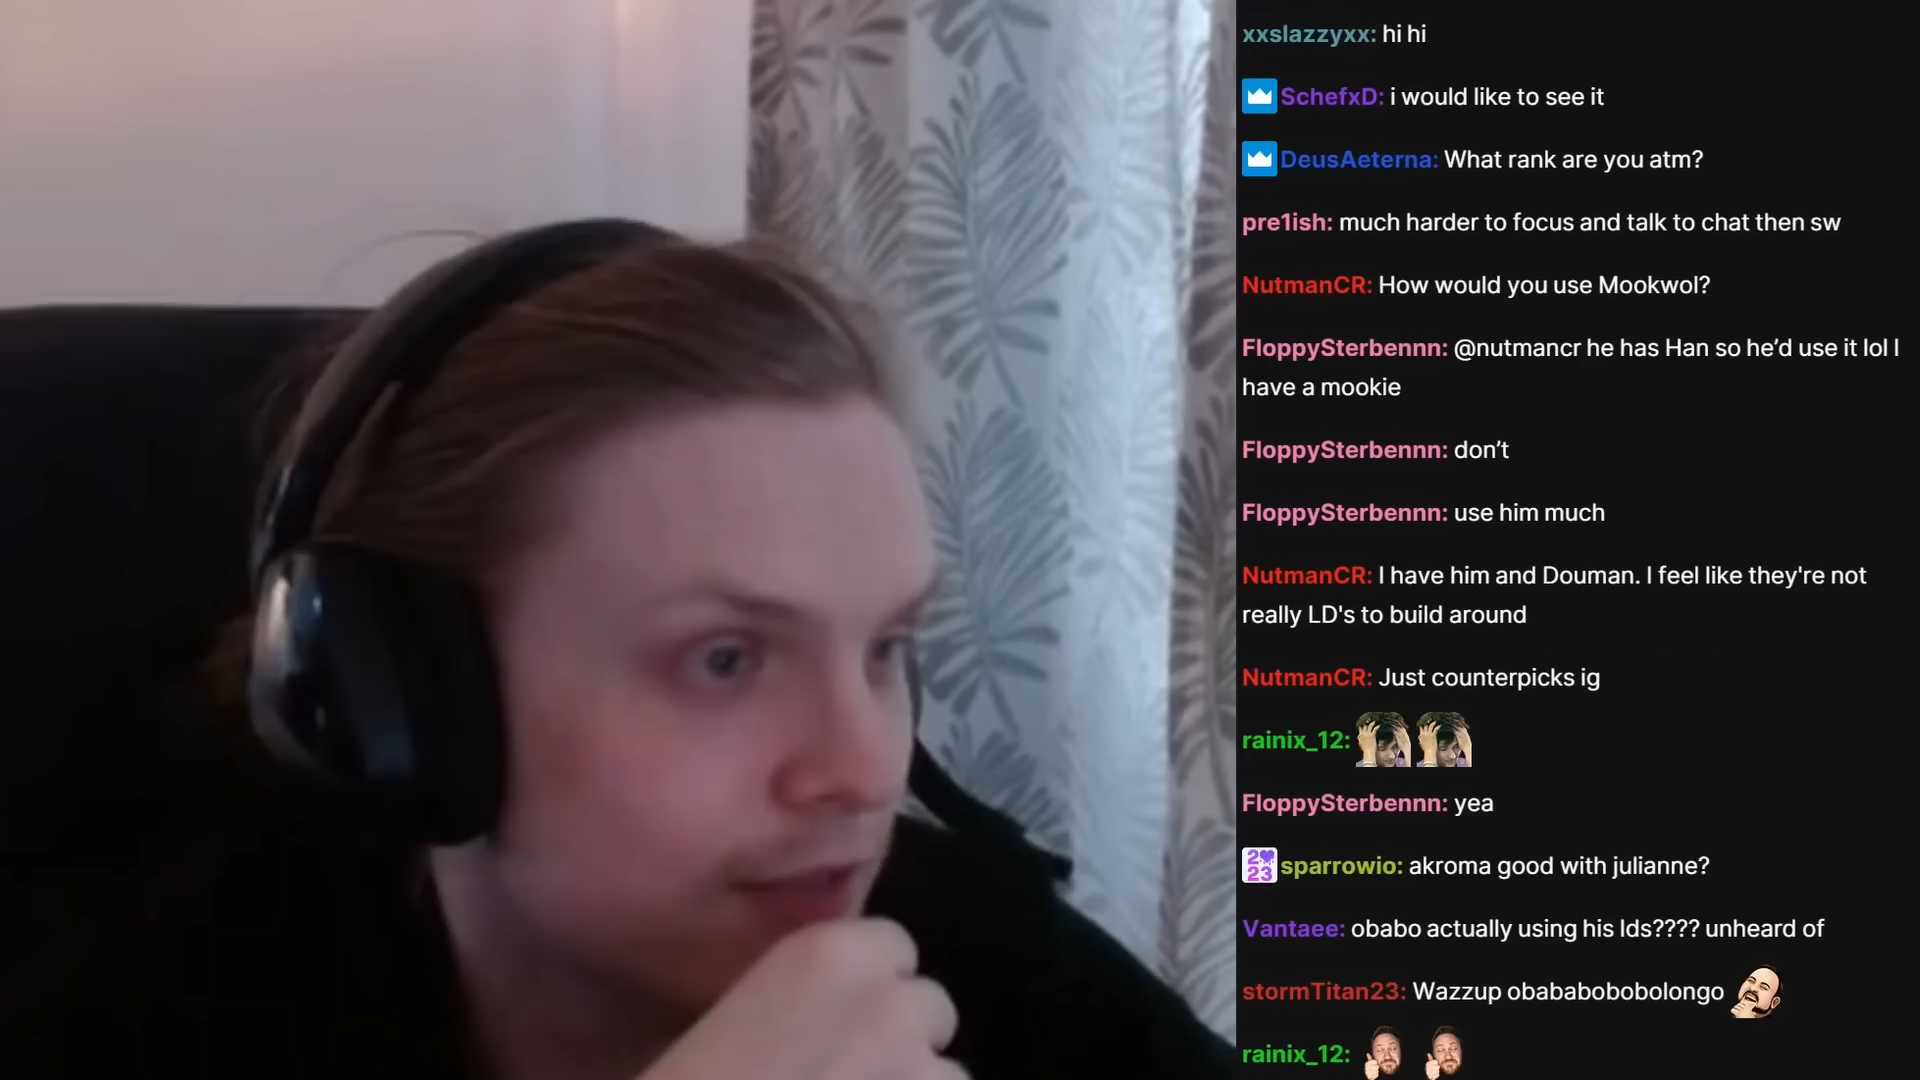 xxslazzyxx: hi hi
SchefxD: i would like to see it
DeusAeterna: What rank are you atm?
pre1ish: much harder to focus and talk to chat then sw
NutmanCR: How would you use Mookwol?
FloppySterbennn: @nutmancr he has Han so he’d use it lol I
have a mookie
FloppySterbennn: don’t
FloppySterbennn: use him much
NutmanCR: I have him and Douman. I feel like they're not
really LD's to build around
NutmanCR: Just counterpicks ig
rainix_12:
FloppySterbennn: yea
2023 sparrowio: akroma good with julianne?
Vantaee: obabo actually using his lds???? unheard of
stormTitan23: Wazzup obababobobolongo
rainix_12: